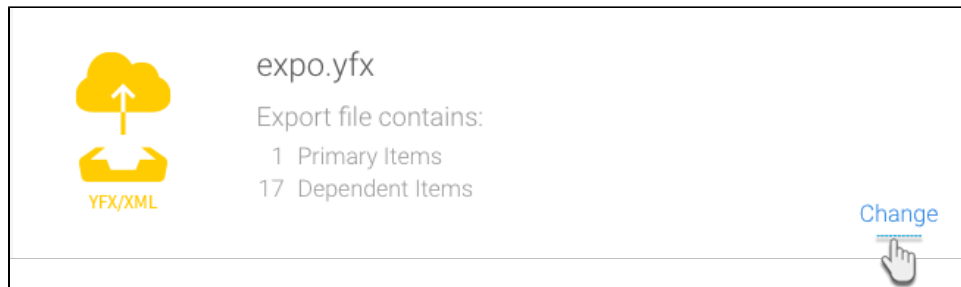 expo.yfx
Export file contains:
1 Primary Items
17 Dependent Items
YFX/XML
Change